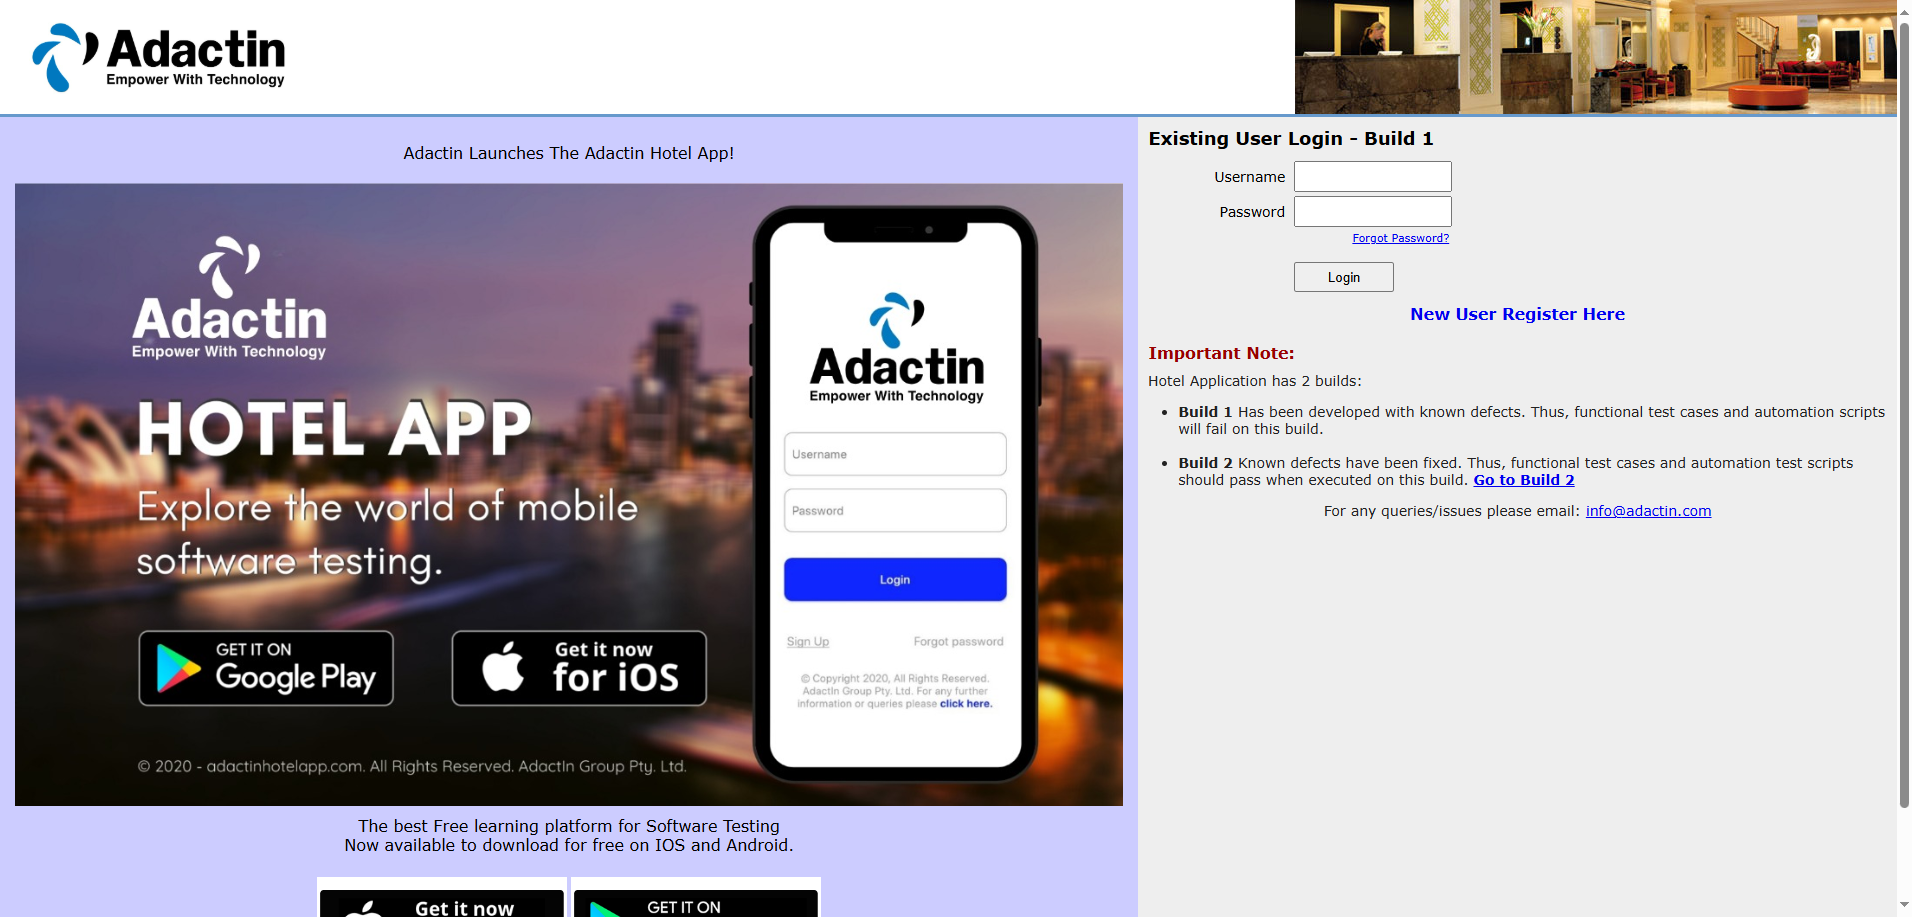 Adactin
Empower With Technology
Adactin Launches The Adactin Hotel App!
Adactin
Empower With Technology
HOTEL APP
Explore the world of mobile
software testing.
GET IT ON
Google Play
Get it now
for iOS
© 2020 - adactinhotelapp.com. All Rights Reserved. AdactIn Group Pty. Ltd.
Adactin
Empower With Technology
Username
Password
Login
Sign Up Forgot password
© Copyright 2020, All Rights Reserved.
AdactIn Group Pty. Ltd. For any further
information or queries please click here.
The best Free learning platform for Software Testing
Now available to download for free on IOS and Android.
Get it now
GET IT ON
Existing User Login - Build 1
Username
Password
Forgot Password?
Login
New User Register Here
Important Note:
Hotel Application has 2 builds:
• Build 1 Has been developed with known defects. Thus, functional test cases and automation scripts
will fail on this build.
• Build 2 Known defects have been fixed. Thus, functional test cases and automation test scripts
should pass when executed on this build. Go to Build 2
For any queries/issues please email: info@adactin.com